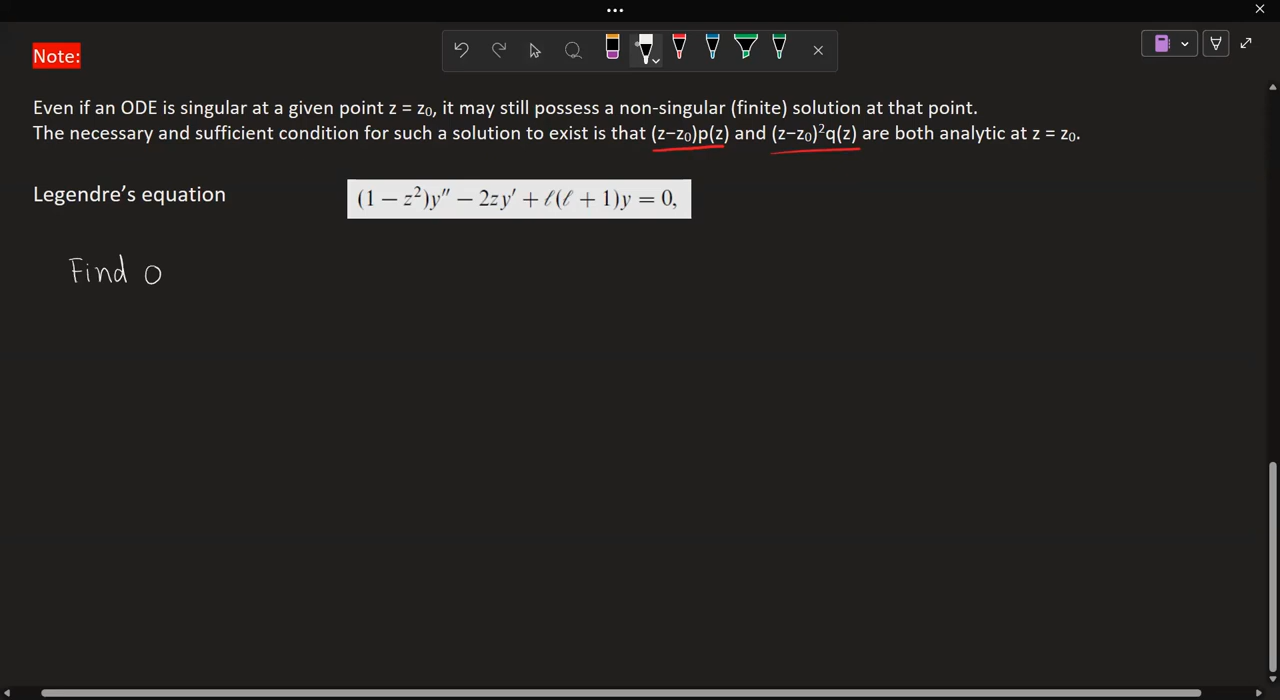 Note:
Even if an ODE is singular at a given point z = z₀, it may still possess a non-singular (finite) solution at that point.
The necessary and sufficient condition for such a solution to exist is that (z−z₀)p(z) and (z−z₀)²q(z) are both analytic at z = z₀.
Legendre’s equation (1 − z²)y″ − 2zy′ + ℓ(ℓ + 1)y = 0,
Find o